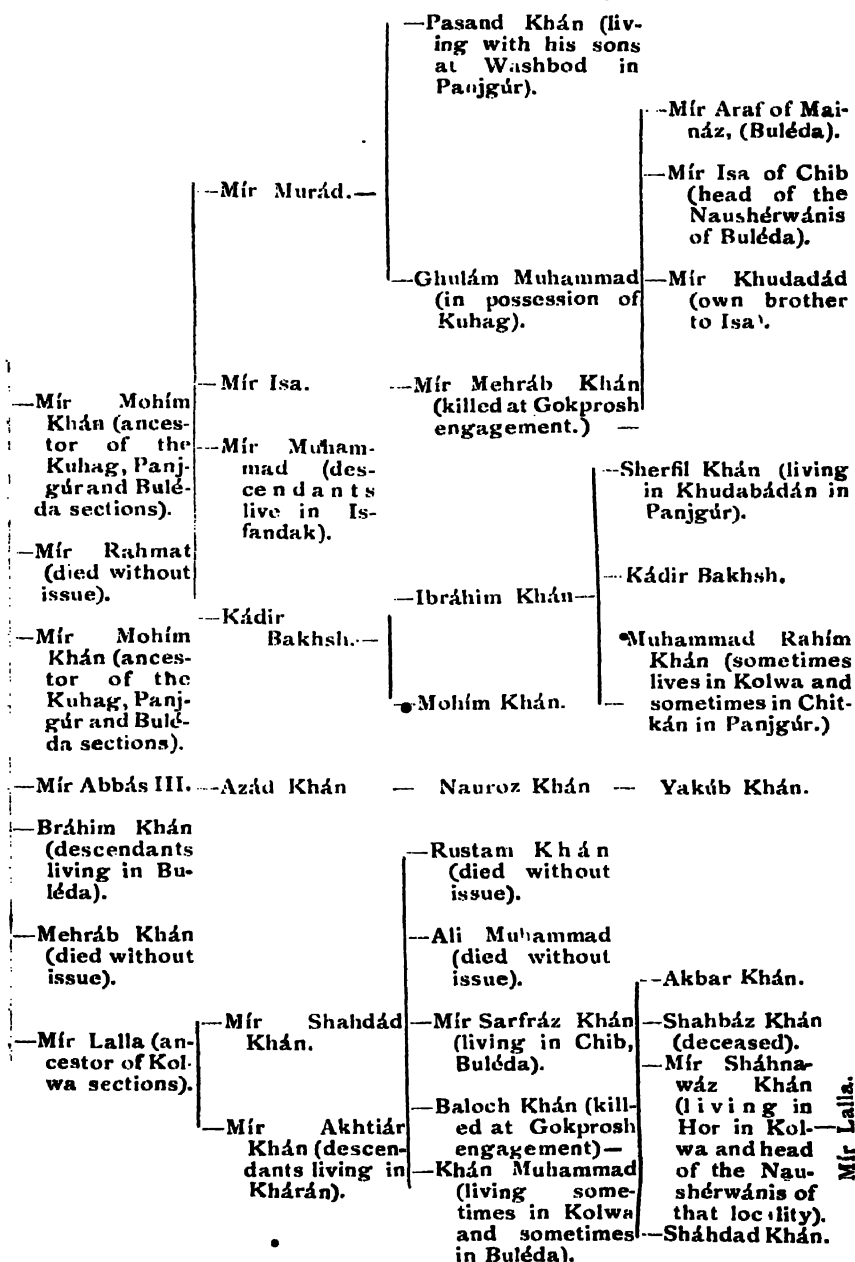 —Pasand Khán (liv-
ing with his sons
at Washbod in
Panjgúr).
—Mír Araf of Mai-
náz, (Buléda).
—Mír Isa of Chib
(head of the
Naushérwánis
of Buléda).
—Mír Murád.—
—Ghulám Muhammad
(in possession of
Kuhag).
—Mír Khudadád
(own brother
to Isa).
—Mír Isa.
—Mír Mehráb Khán
(killed at Gokprosh
engagement.) —
—Mír Mohím
Khán (ances-
tor of the
Kuhag, Panj-
gúr and Bulé-
da sections).
—Mír Muham-
mad (des-
cendants
live in Is-
fandak).
—Sherfil Khán (living
in Khudabádán in
Panjgúr).
—Mír Rahmat
(died without
issue).
—Kádir
Bakhsh.—
—Ibráhim Khán—
—Kádir Bakhsh.
—Mír Mohím
Khán (ances-
tor of the
Kuhag, Panj-
gúr and Bulé-
da sections).
—Mohím Khán.
Muhammad Rahím
Khán (sometimes
lives in Kolwa and
sometimes in Chit-
kán in Panjgúr.)
—Mír Abbás III. —Azád Khán — Nauroz Khán — Yakúb Khán.
—Bráhim Khán
(descendants
living in Bu-
léda).
—Mehráb Khán
(died without
issue).
—Mír Lalla (an-
cestor of Kol-
wa sections).
—Mír Shahdád
Khán.
—Mír Akhtiár
Khán (descen-
dants living in
Khárán).
—Rustam Khán
(died without
issue).
—Ali Muhammad
(died without
issue).
—Mír Sarfráz Khán
(living in Chib,
Buléda).
—Baloch Khán (kill-
ed at Gokprosh
engagement)—
—Khán Muhammad
(living some-
times in Kolwa
and sometimes
in Buléda).
—Akbar Khán.
—Shahbáz Khán
(deceased).
—Mír Sháhna-
wáz Khán
(living in
Hor in Kol-
wa and head
of the Nau-
shérwánis of
that locality).
—Sháhdad Khán.
Mír Lalla.